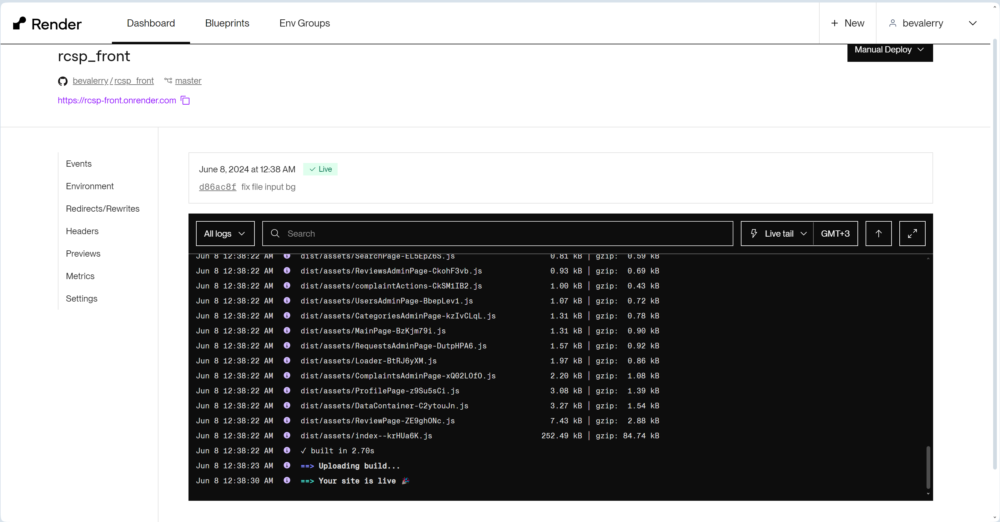 Render
Dashboard
Blueprints
Env Groups
+ New
bevalerry
rcsp_front
Manual Deploy
bevalerry/rcsp_front
master
https://rcsp-front.onrender.com
Events
Environment
Redirects/Rewrites
Headers
Previews
Metrics
Settings
June 8, 2024 at 12:38 AM ✓ Live
d86ac8f fix file input bg
All logs
Search
Live tail
GMT+3
Jun 8 12:38:22 AM dist/assets/SearchPage-EL5EpZ6S.js 0.81 kB | gzip: 0.59 kB
Jun 8 12:38:22 AM dist/assets/ReviewsAdminPage-CkohF3vb.js 0.93 kB | gzip: 0.69 kB
Jun 8 12:38:22 AM dist/assets/complaintActions-CkSM1IB2.js 1.00 kB | gzip: 0.43 kB
Jun 8 12:38:22 AM dist/assets/UsersAdminPage-BbepLev1.js 1.07 kB | gzip: 0.72 kB
Jun 8 12:38:22 AM dist/assets/CategoriesAdminPage-kzIvCLqL.js 1.31 kB | gzip: 0.78 kB
Jun 8 12:38:22 AM dist/assets/MainPage-BzKjm79i.js 1.31 kB | gzip: 0.90 kB
Jun 8 12:38:22 AM dist/assets/RequestsAdminPage-DutpHPA6.js 1.57 kB | gzip: 0.92 kB
Jun 8 12:38:22 AM dist/assets/Loader-BtRJ6yXM.js 1.97 kB | gzip: 0.86 kB
Jun 8 12:38:22 AM dist/assets/ComplaintsAdminPage-xQ02LOfO.js 2.20 kB | gzip: 1.08 kB
Jun 8 12:38:22 AM dist/assets/ProfilePage-z9Su5sCi.js 3.08 kB | gzip: 1.39 kB
Jun 8 12:38:22 AM dist/assets/DataContainer-C2ytouJn.js 3.27 kB | gzip: 1.54 kB
Jun 8 12:38:22 AM dist/assets/ReviewPage-ZE9ghONc.js 7.43 kB | gzip: 2.88 kB
Jun 8 12:38:22 AM dist/assets/index--krHUa6K.js 252.49 kB | gzip: 84.74 kB
Jun 8 12:38:22 AM ✓ built in 2.70s
Jun 8 12:38:23 AM ==> Uploading build...
Jun 8 12:38:30 AM ==> Your site is live 🎉